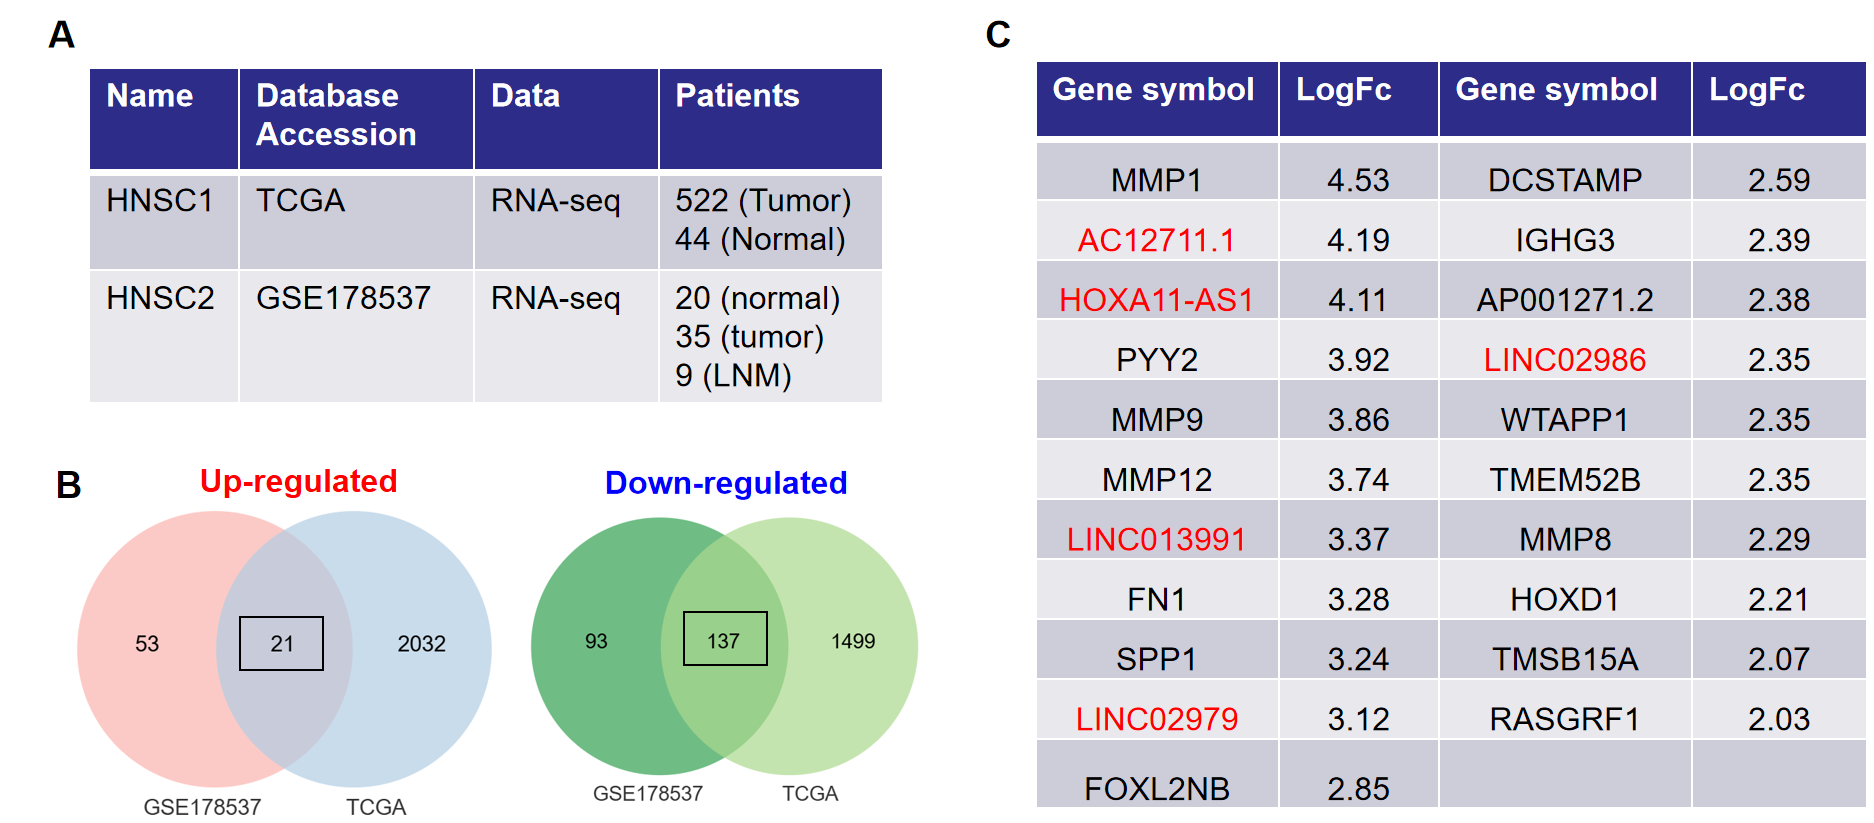 A
Name Database Accession Data Patients
HNSC1 TCGA RNA-seq 522 (Tumor)
44 (Normal)
HNSC2 GSE178537 RNA-seq 20 (normal)
35 (tumor)
9 (LNM)
B
Up-regulated
53 21 2032
GSE178537 TCGA
Down-regulated
93 137 1499
GSE178537 TCGA
C
Gene symbol LogFc Gene symbol LogFc
MMP1 4.53 DCSTAMP 2.59
AC12711.1 4.19 IGHG3 2.39
HOXA11-AS1 4.11 AP001271.2 2.38
PYY2 3.92 LINC02986 2.35
MMP9 3.86 WTAPP1 2.35
MMP12 3.74 TMEM52B 2.35
LINC013991 3.37 MMP8 2.29
FN1 3.28 HOXD1 2.21
SPP1 3.24 TMSB15A 2.07
LINC02979 3.12 RASGRF1 2.03
FOXL2NB 2.85